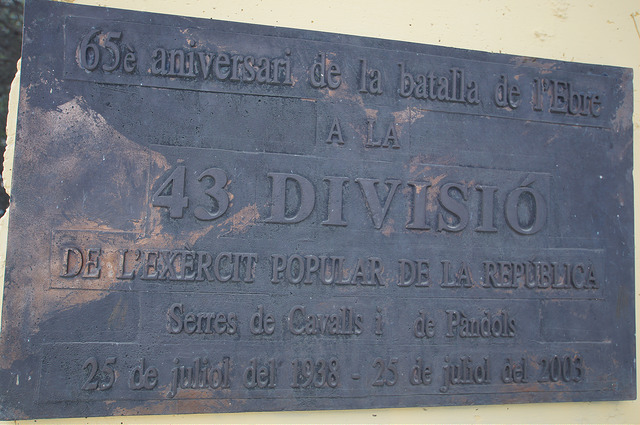 65è aniversari de la batalla de l'Ebre
A LA
43 DIVISIÓ
DE L'EXÈRCIT POPULAR DE LA REPÚBLICA
Serres de Cavalls i de Pàndols
25 de juliol del 1938 - 25 de juliol del 2003